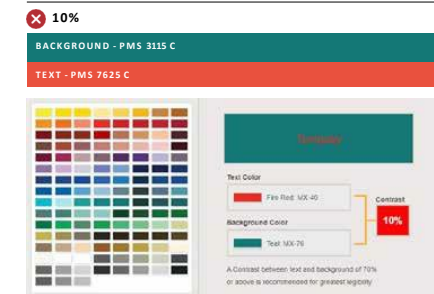 10%
BACKGROUND - PMS 3115 C
TEXT - PMS 7625 C
Text Color
Fire Red: MX-40
Contrast
Background Color
10%
Teal: MX-76
A Contrast between text and background of 70%
or above is recommended for greatest legibility